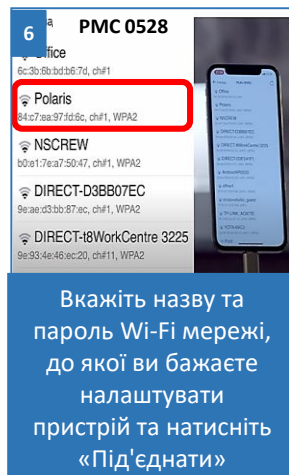 6
PMC 0528
ffice
6c:3b:6b:bd:b6:7d, ch#1
Polaris
84:c7:ea:97:fd:6c, ch#1, WPA2
NSCREW
b0:e1:7e:a7:50:47, ch#1, WPA2
DIRECT-D3BB07EC
9e:ae:d3:bb:87:ec, ch#1, WPA2
DIRECT-t8WorkCentre 3225
9e:93:4e:46:ec:20, ch#11, WPA2
Вкажіть назву та
пароль Wi-Fi мережі,
до якої ви бажаєте
налаштувати
пристрій та натисніть
«Під'єднати»